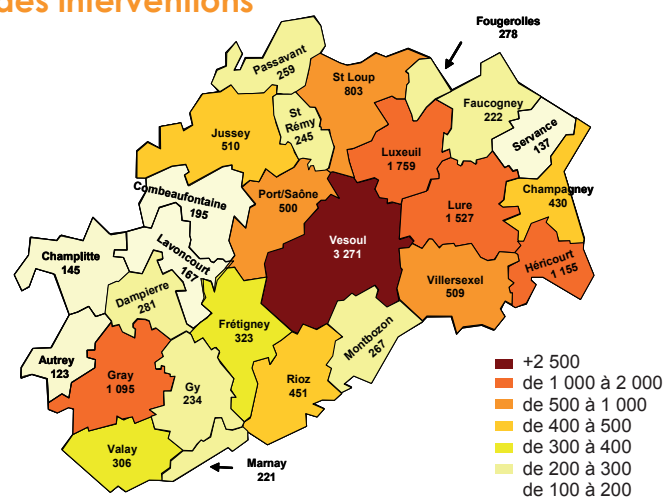 des interventions
Fougerolles
278
Passavant
259
St Loup
803
Faucogney
222
St
Rémy
245
Servance
137
Jussey
510
Luxeuil
1 759
Combeaufontaine
195
Port/Saône
500
Lure
1 527
Champagney
430
Vesoul
3 271
Lavoncourt
167
Champlitte
145
Héricourt
1 155
Villersexel
509
Dampierre
281
Frétigney
323
Montbozon
267
Autrey
123
Gray
1 095
Gy
234
Rioz
451
Valay
306
Marnay
221
+2 500
de 1 000 à 2 000
de 500 à 1 000
de 400 à 500
de 300 à 400
de 200 à 300
de 100 à 200